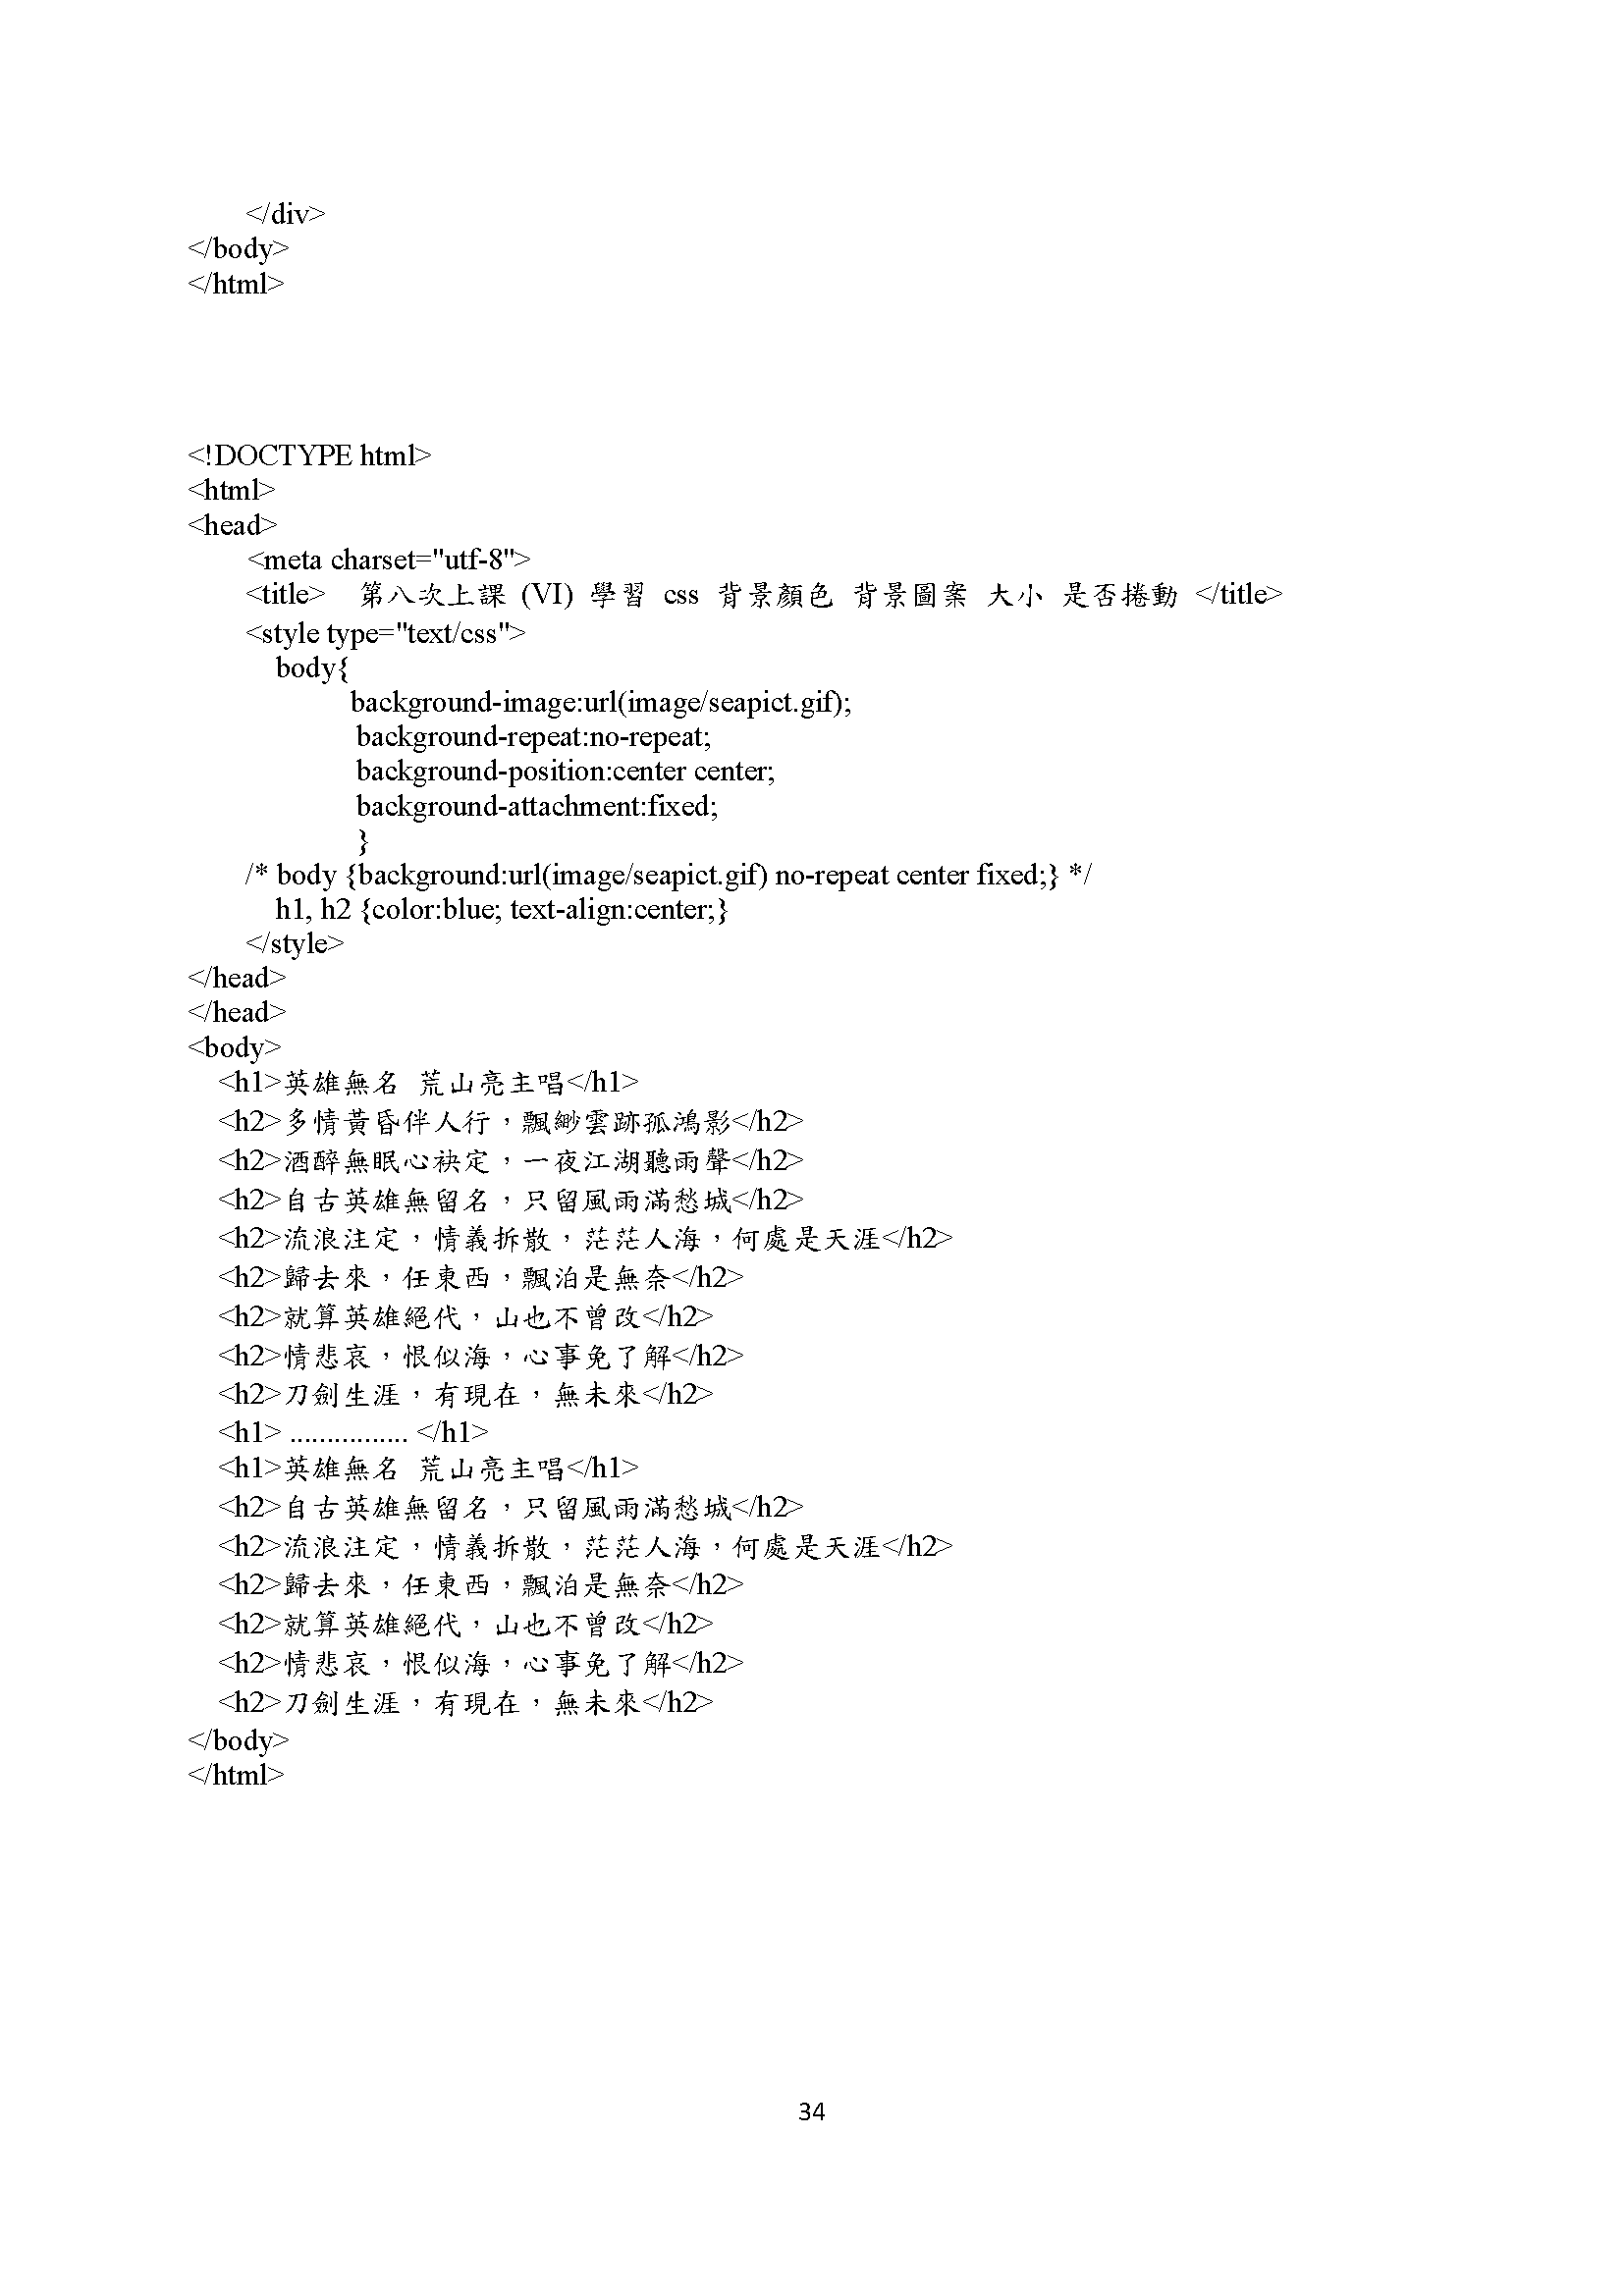 </div>
</body>
</html>
<!DOCTYPE html>
<html>
<head>
<meta charset="utf-8">
<title> 第八次上課 (VI) 學習 css 背景顏色 背景圖案 大小 是否捲動 </title>
<style type="text/css">
body{
background-image:url(image/seapict.gif);
background-repeat:no-repeat;
background-position:center center;
background-attachment:fixed;
}
/* body {background:url(image/seapict.gif) no-repeat center fixed;} */
h1, h2 {color:blue; text-align:center;}
</style>
</head>
</head>
<body>
<h1>英雄無名 荒山亮主唱</h1>
<h2>多情黃昏伴人行，飄緲雲跡孤鴻影</h2>
<h2>酒醉無眠心袂定，一夜江湖聽雨聲</h2>
<h2>自古英雄無留名，只留風雨滿愁城</h2>
<h2>流浪注定，情義拆散，茫茫人海，何處是天涯</h2>
<h2>歸去來，任東西，飄泊是無奈</h2>
<h2>就算英雄絕代，山也不曾改</h2>
<h2>情悲哀，恨似海，心事免了解</h2>
<h2>刀劍生涯，有現在，無未來</h2>
<h1> ................ </h1>
<h1>英雄無名 荒山亮主唱</h1>
<h2>自古英雄無留名，只留風雨滿愁城</h2>
<h2>流浪注定，情義拆散，茫茫人海，何處是天涯</h2>
<h2>歸去來，任東西，飄泊是無奈</h2>
<h2>就算英雄絕代，山也不曾改</h2>
<h2>情悲哀，恨似海，心事免了解</h2>
<h2>刀劍生涯，有現在，無未來</h2>
</body>
</html>
34